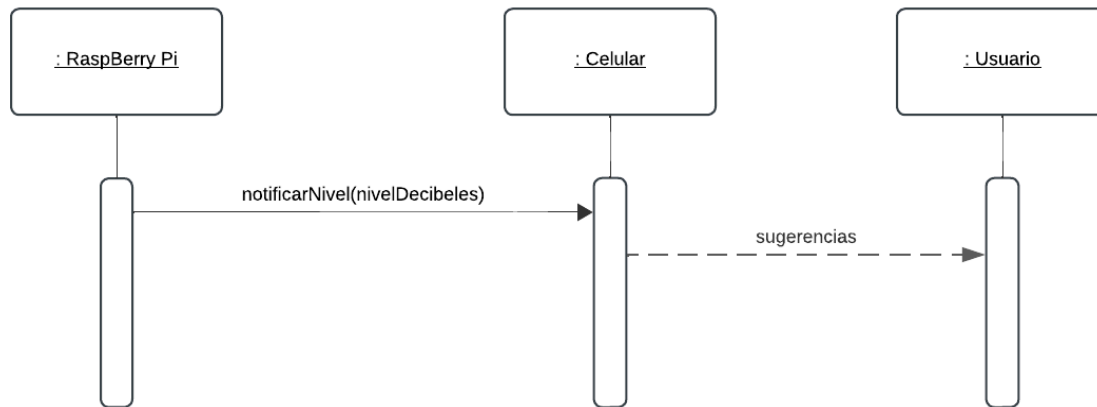 : RaspBerry Pi
: Celular
: Usuario
notificarNivel(nivelDecibeles)
sugerencias